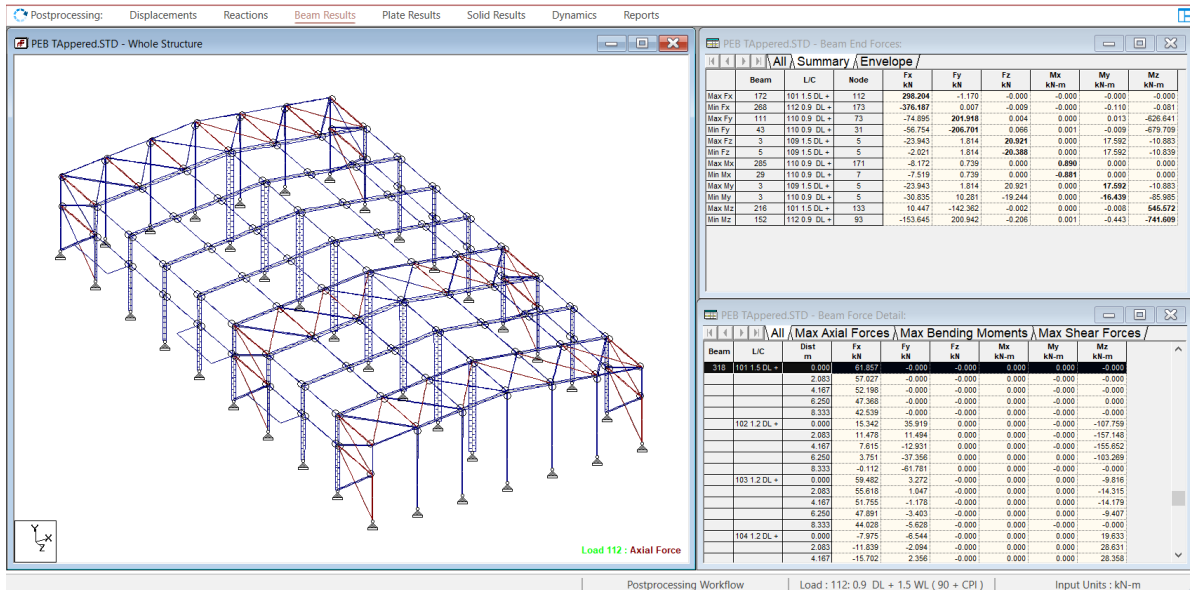 Postprocessing: Displacements Reactions Beam Results Plate Results Solid Results Dynamics Reports
PEB TAppered.STD - Whole Structure
Y
X
Z
Load 112 : Axial Force
PEB TAppered.STD - Beam End Forces:
All Summary Envelope
Beam L/C Node Fx kN Fy kN Fz kN Mx kN-m My kN-m Mz kN-m
Max Fx 172 101 1.5 DL + 112 298.204 -1.170 -0.000 -0.000 -0.000 -0.000
Min Fx 268 112 0.9 DL + 173 -376.187 0.007 -0.009 -0.000 -0.110 -0.081
Max Fy 111 110 0.9 DL + 73 -74.895 201.918 0.004 0.000 0.013 -626.641
Min Fy 43 110 0.9 DL + 31 -56.754 -206.701 0.066 0.001 -0.009 -679.709
Max Fz 3 109 1.5 DL + 5 -23.943 1.814 20.921 0.000 17.592 -10.883
Min Fz 5 109 1.5 DL + 5 -2.021 1.814 -20.388 0.000 17.592 -10.839
Max Mx 285 110 0.9 DL + 171 -8.172 0.739 0.000 0.890 -0.000 0.000
Min Mx 29 110 0.9 DL + 7 -7.519 0.739 0.000 -0.881 0.000 0.000
Max My 3 109 1.5 DL + 5 -23.943 1.814 20.921 0.000 17.592 -10.883
Min My 3 110 0.9 DL + 5 -30.835 10.281 -19.244 0.000 -16.439 -85.985
Max Mz 216 101 1.5 DL + 133 10.447 -142.362 -0.002 0.000 -0.008 545.572
Min Mz 152 112 0.9 DL + 93 -153.645 200.942 -0.206 0.001 -0.443 -741.609
PEB TAppered.STD - Beam Force Detail:
All Max Axial Forces Max Bending Moments Max Shear Forces
Beam L/C Dist m Fx kN Fy kN Fz kN Mx kN-m My kN-m Mz kN-m
318 101 1.5 DL + 0.000 61.857 -0.000 -0.000 0.000 0.000 -0.000
2.083 57.027 -0.000 -0.000 0.000 0.000 -0.000
4.167 52.198 -0.000 -0.000 0.000 0.000 -0.000
6.250 47.368 -0.000 -0.000 0.000 0.000 0.000
8.333 42.539 -0.000 -0.000 0.000 0.000 0.000
102 1.2 DL + 0.000 15.342 35.919 0.000 0.000 -0.000 -107.759
2.083 11.478 11.494 0.000 0.000 -0.000 -157.148
4.167 7.615 -12.931 0.000 0.000 -0.000 -155.652
6.250 3.751 -37.356 0.000 0.000 -0.000 -103.269
8.333 -0.112 -61.781 0.000 0.000 -0.000 -0.000
103 1.2 DL + 0.000 59.482 3.272 -0.000 0.000 0.000 -9.816
2.083 55.618 1.047 -0.000 0.000 0.000 -14.315
4.167 51.755 -1.178 -0.000 0.000 0.000 -14.179
6.250 47.891 -3.403 -0.000 0.000 0.000 -9.407
8.333 44.028 -5.628 -0.000 0.000 0.000 -0.000
104 1.2 DL + 0.000 -7.975 -6.544 0.000 0.000 -0.000 19.633
2.083 -11.839 -2.094 0.000 0.000 -0.000 28.631
4.167 -15.702 2.356 0.000 0.000 -0.000 28.358
Postprocessing Workflow Load : 112: 0.9 DL + 1.5 WL ( 90 + CPI ) Input Units : kN-m